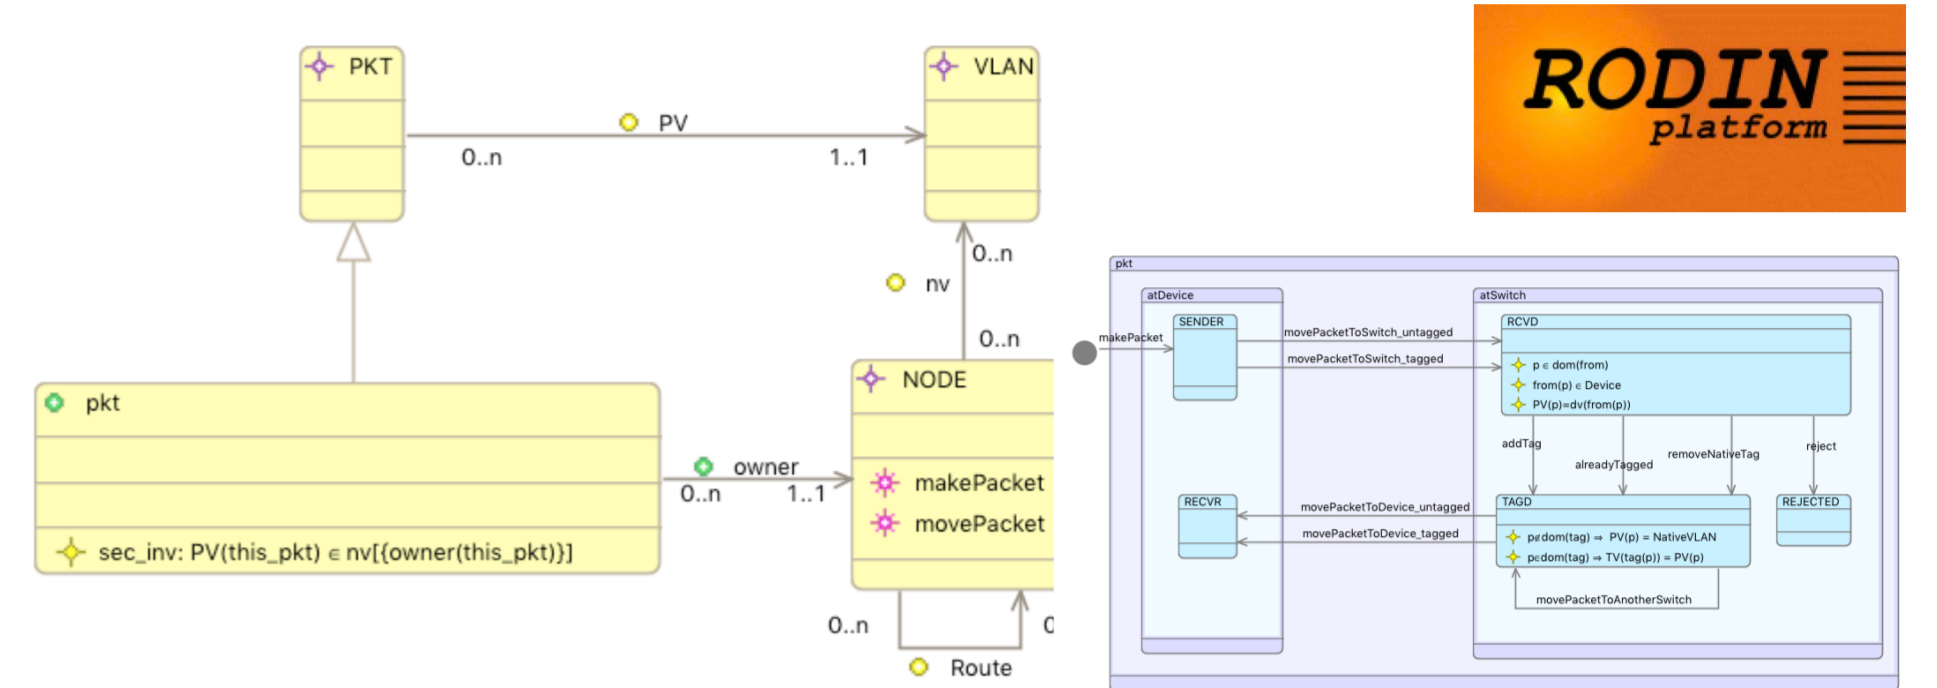 PKT
VLAN
PV
0..n
1..1
0..n
nv
0..n
NODE
pkt
owner
0..n
1..1
makePacket
movePacket
sec_inv: PV(this_pkt) ∈ nv[{owner(this_pkt)}]
0..n
0
Route
RODIN
platform
pkt
atDevice
atSwitch
SENDER
RCVD
makePacket
movePacketToSwitch_untagged
movePacketToSwitch_tagged
p ∈ dom(from)
from(p) ∈ Device
PV(p)=dv(from(p))
addTag
alreadyTagged
removeNativeTag
reject
RECVR
movePacketToDevice_untagged
movePacketToDevice_tagged
TAGD
REJECTED
p∉dom(tag) ⇒ PV(p) = NativeVLAN
p∈dom(tag) ⇒ TV(tag(p)) = PV(p)
movePacketToAnotherSwitch